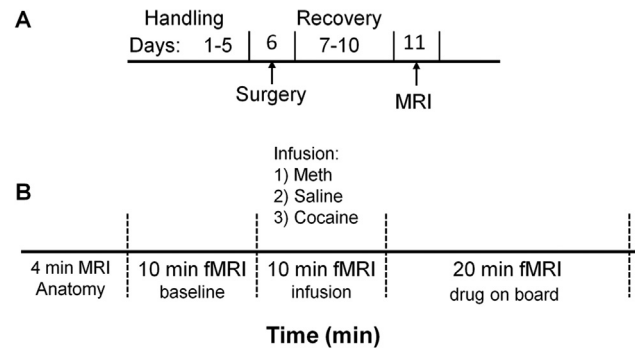 A
Handling Recovery
Days: 1-5 6 7-10 11
Surgery
MRI
B
Infusion:
1) Meth
2) Saline
3) Cocaine
4 min MRI 10 min fMRI 10 min fMRI 20 min fMRI
Anatomy baseline infusion drug on board
Time (min)